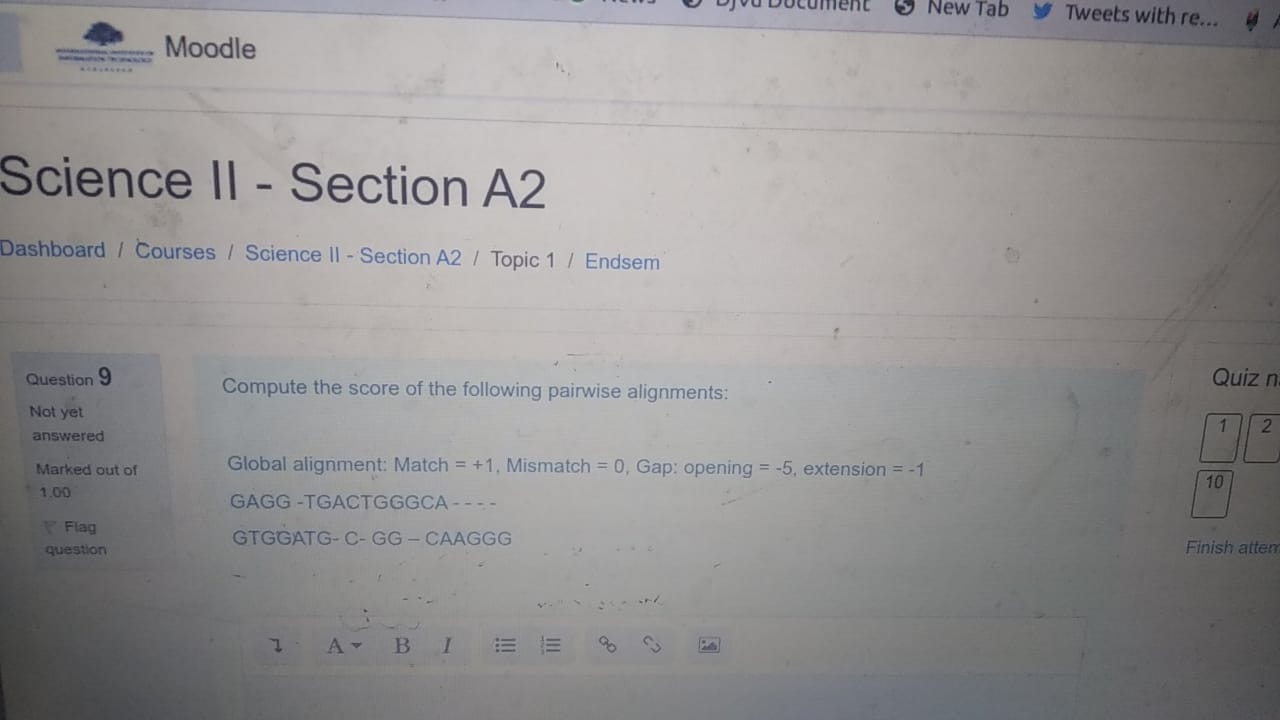 New Tab
Tweets with re...
Moodle
Science II - Section A2
Dashboard / Courses / Science II - Section A2 / Topic 1 / Endsem
Question 9
Not yet
answered
Marked out of
1.00
Flag
question
Compute the score of the following pairwise alignments:
Global alignment: Match = +1, Mismatch = 0, Gap: opening = -5, extension = -1
GAGG -TGACTGGGCA - - - -
GTGGATG- C- GG – CAAGGG
A B I
Quiz
1 2
10
Finish